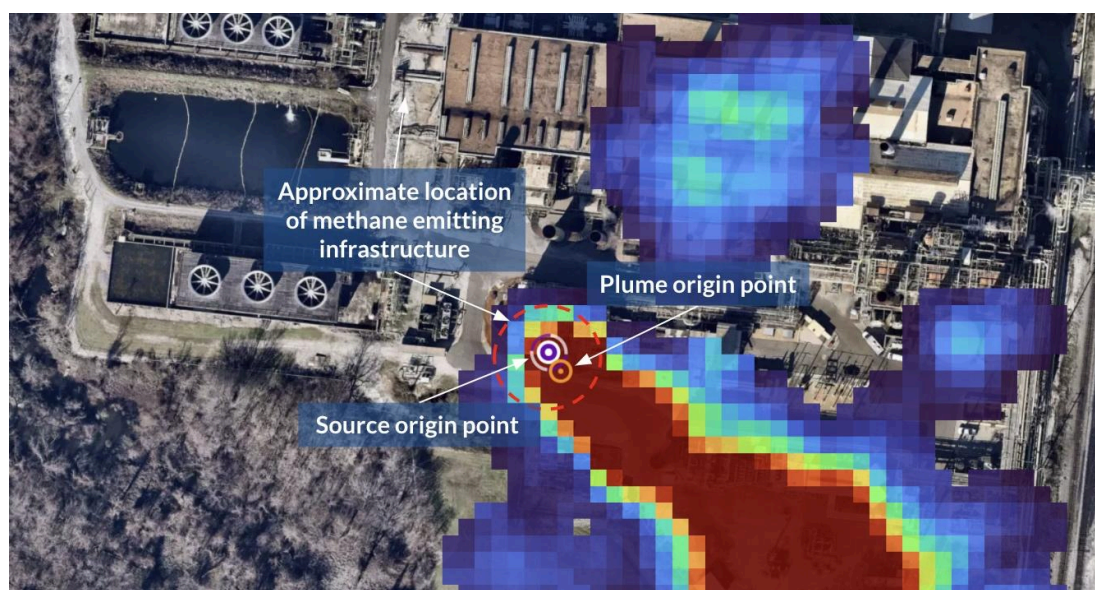 Approximate location
of methane emitting
infrastructure
Plume origin point
Source origin point